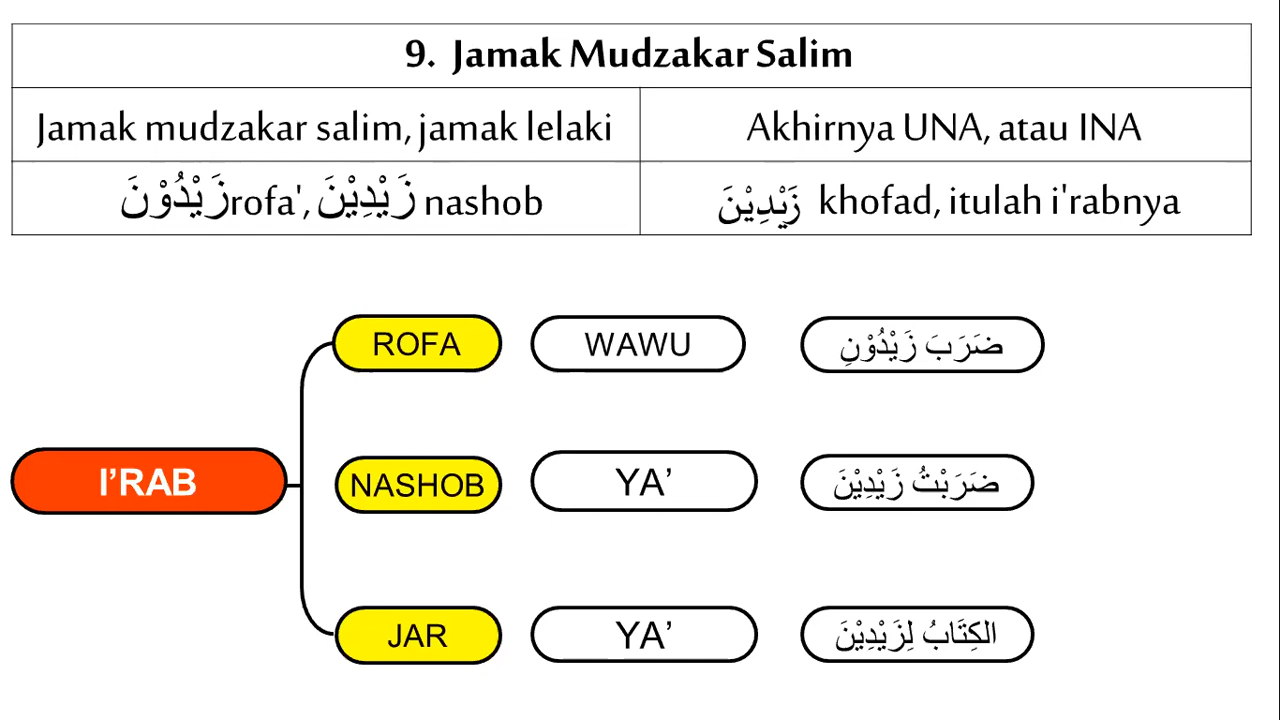 9. Jamak Mudzakar Salim
Jamak mudzakar salim, jamak lelaki
Akhirnya UNA, atau INA
زَيْدُوْنَ rofa', زَيْدِيْنَ nashob
زَيْدِيْنَ khofad, itulah i'rabnya
ROFA
WAWU
ضَرَبَ زَيْدُوْنِ
I’RAB
NASHOB
YA’
ضَرَبْتُ زَيْدِيْنَ
JAR
YA’
الكِتَابُ لِزَيْدِيْنَ